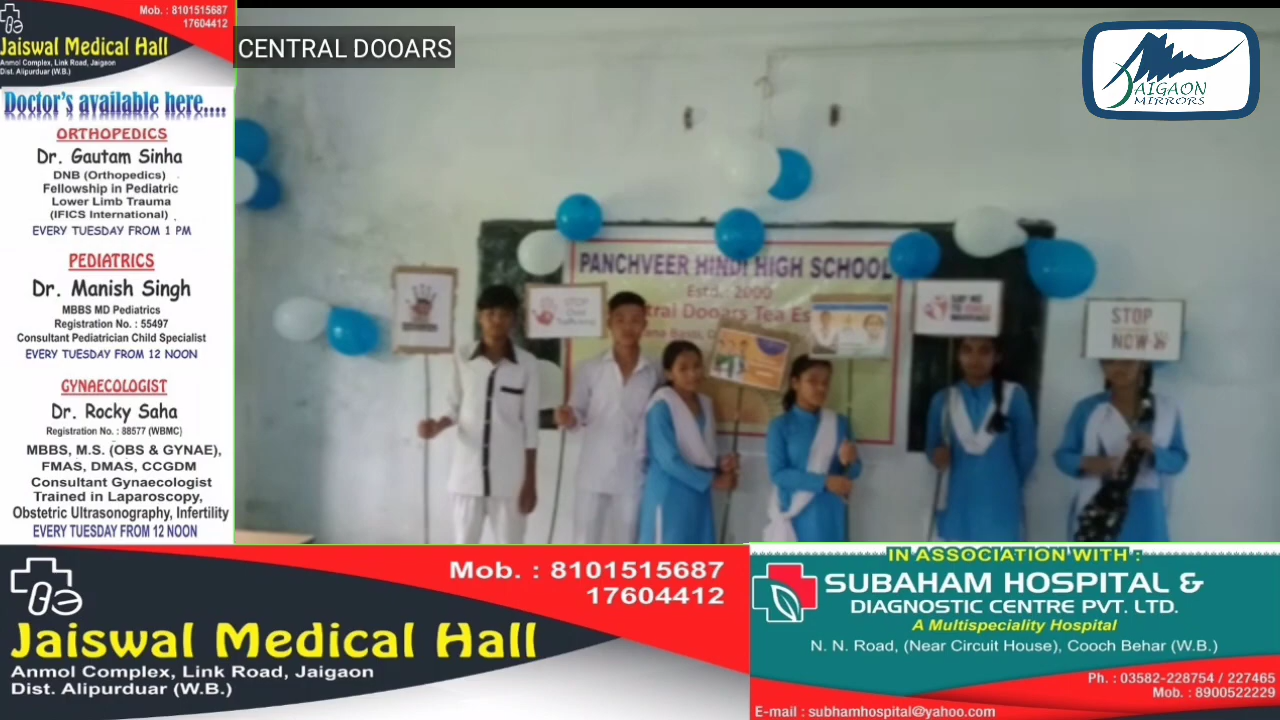 Mob. : 8101515687
17604412
Jaiswal Medical Hall
Anmol Complex, Link Road, Jaigaon
Dist. Alipurduar (W.B.)
CENTRAL DOOARS
JAIGAON
MIRRORS
Doctor's available here....
ORTHOPEDICS
Dr. Gautam Sinha
DNB (Orthopedics)
Fellowship in Pediatric
Lower Limb Trauma
(IFICS International)
EVERY TUESDAY FROM 1 PM
PEDIATRICS
Dr. Manish Singh
MBBS MD Pediatrics
Registration No. : 55497
Consultant Pediatrician Child Specialist
EVERY TUESDAY FROM 12 NOON
GYNAECOLOGIST
Dr. Rocky Saha
Registration No. : 88577 (WBMC)
MBBS, M.S. (OBS & GYNAE),
FMAS, DMAS, CCGDM
Consultant Gynaecologist
Trained in Laparoscopy,
Obstetric Ultrasonography, Infertility
EVERY TUESDAY FROM 12 NOON
PANCHVEER HINDI HIGH SCHOOL
Estd.- 2000
tral Dooars Tea Es
STOP
Child
Trafficking
SAY NO
TO
STOP
NOW
Mob. : 8101515687
17604412
Jaiswal Medical Hall
Anmol Complex, Link Road, Jaigaon
Dist. Alipurduar (W.B.)
IN ASSOCIATION WITH :
SUBAHAM HOSPITAL &
DIAGNOSTIC CENTRE PVT. LTD.
A Multispeciality Hospital
N. N. Road, (Near Circuit House), Cooch Behar (W.B.)
Ph. : 03582-228754 / 227465
Mob. : 8900522229
E-mail : subhamhospital@yahoo.com